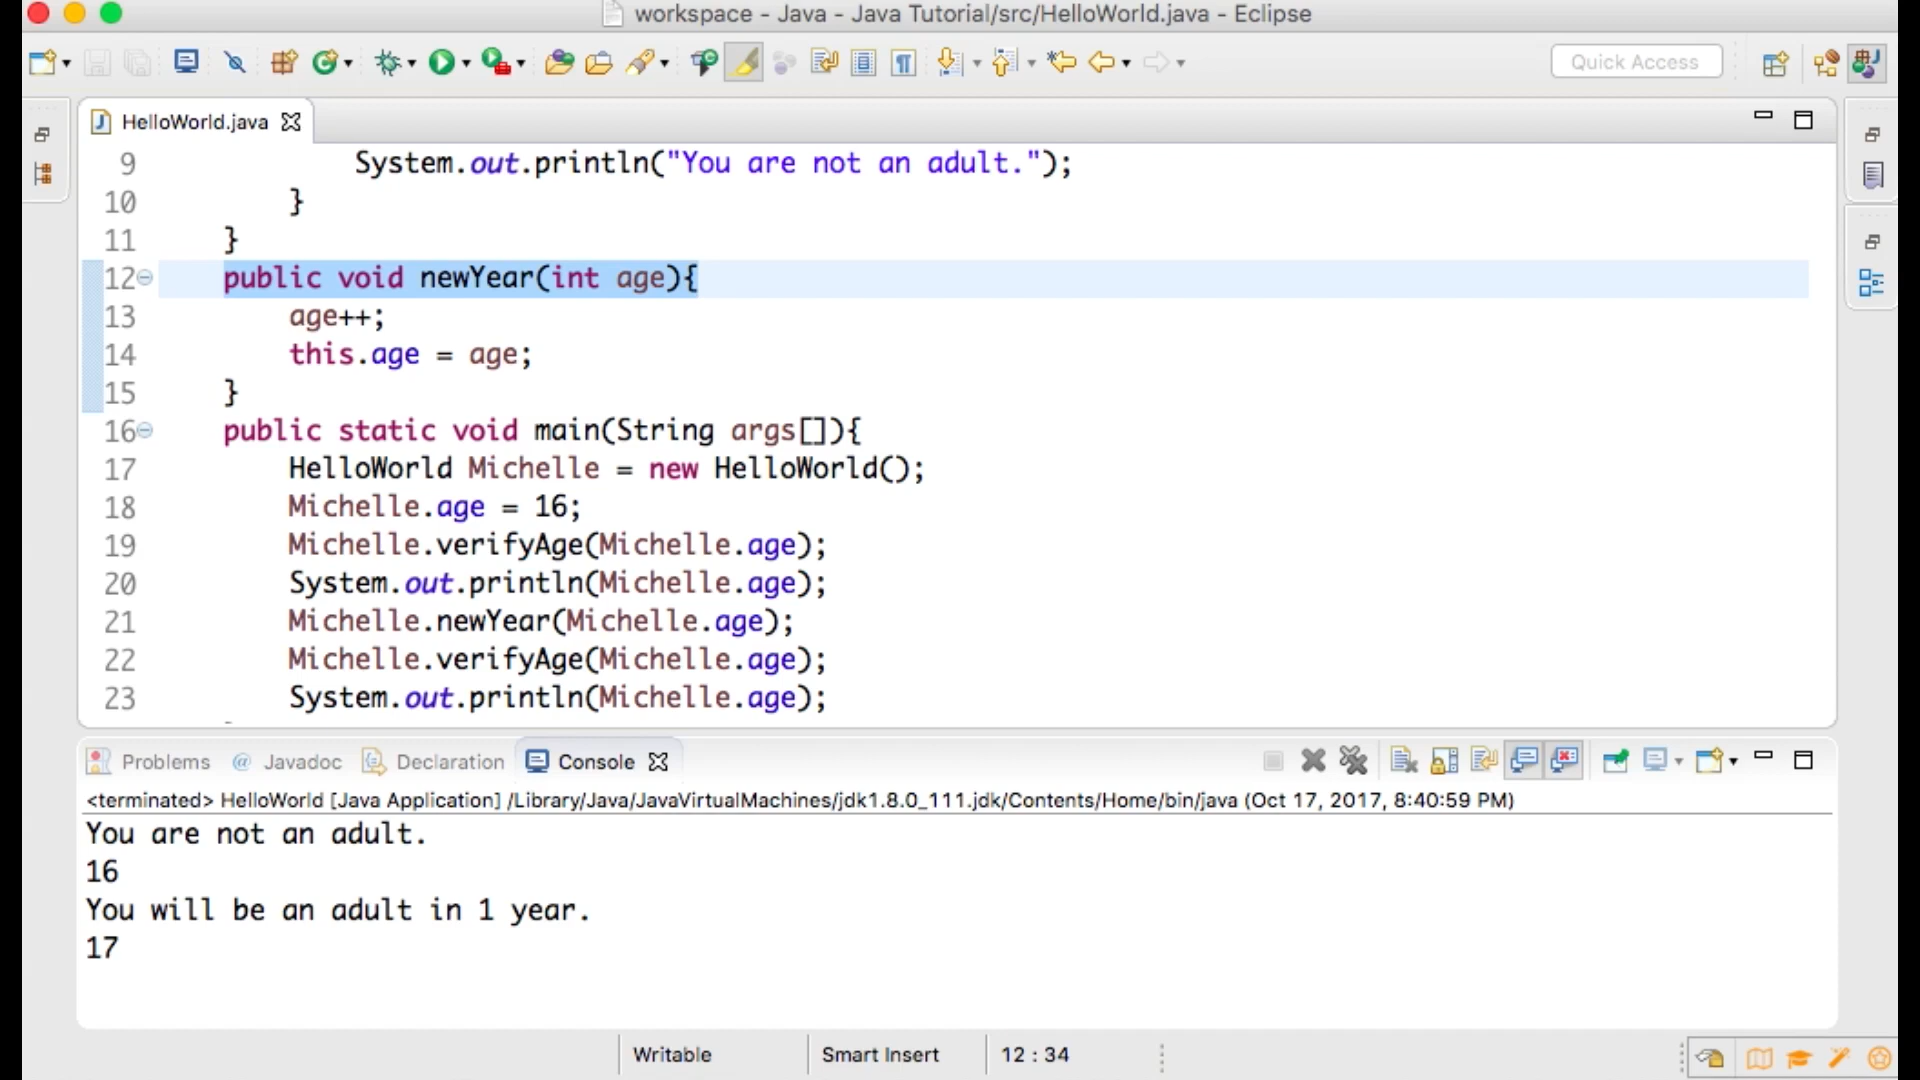 workspace - Java - Java Tutorial/src/HelloWorld.java - Eclipse
Quick Access
HelloWorld.java
9 System.out.println("You are not an adult.");
10 }
11 }
12 public void newYear(int age){
13 age++;
14 this.age = age;
15 }
16 public static void main(String args[]){
17 HelloWorld Michelle = new HelloWorld();
18 Michelle.age = 16;
19 Michelle.verifyAge(Michelle.age);
20 System.out.println(Michelle.age);
21 Michelle.newYear(Michelle.age);
22 Michelle.verifyAge(Michelle.age);
23 System.out.println(Michelle.age);
Problems @ Javadoc Declaration Console
<terminated> HelloWorld [Java Application] /Library/Java/JavaVirtualMachines/jdk1.8.0_111.jdk/Contents/Home/bin/java (Oct 17, 2017, 8:40:59 PM)
You are not an adult.
16
You will be an adult in 1 year.
17
Writable Smart Insert 12 : 34